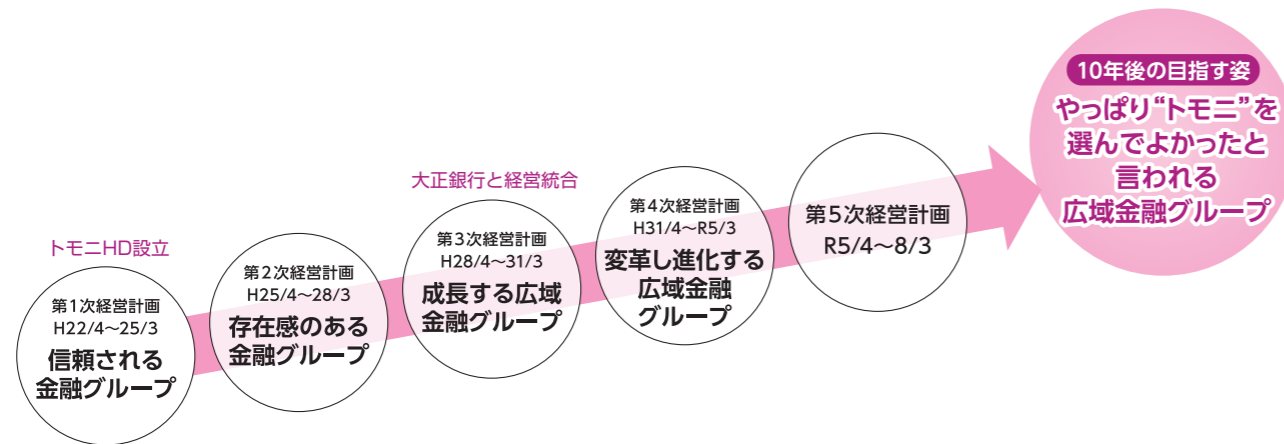 トモニHD設立
第1次経営計画
H22/4〜25/3
信頼される
金融グループ
第2次経営計画
H25/4〜28/3
存在感のある
金融グループ
大正銀行と経営統合
第3次経営計画
H28/4〜31/3
成長する広域
金融グループ
第4次経営計画
H31/4〜R5/3
変革し進化する
広域金融
グループ
第5次経営計画
R5/4〜8/3
10年後の目指す姿
やっぱり“トモニ”を
選んでよかったと
言われる
広域金融グループ